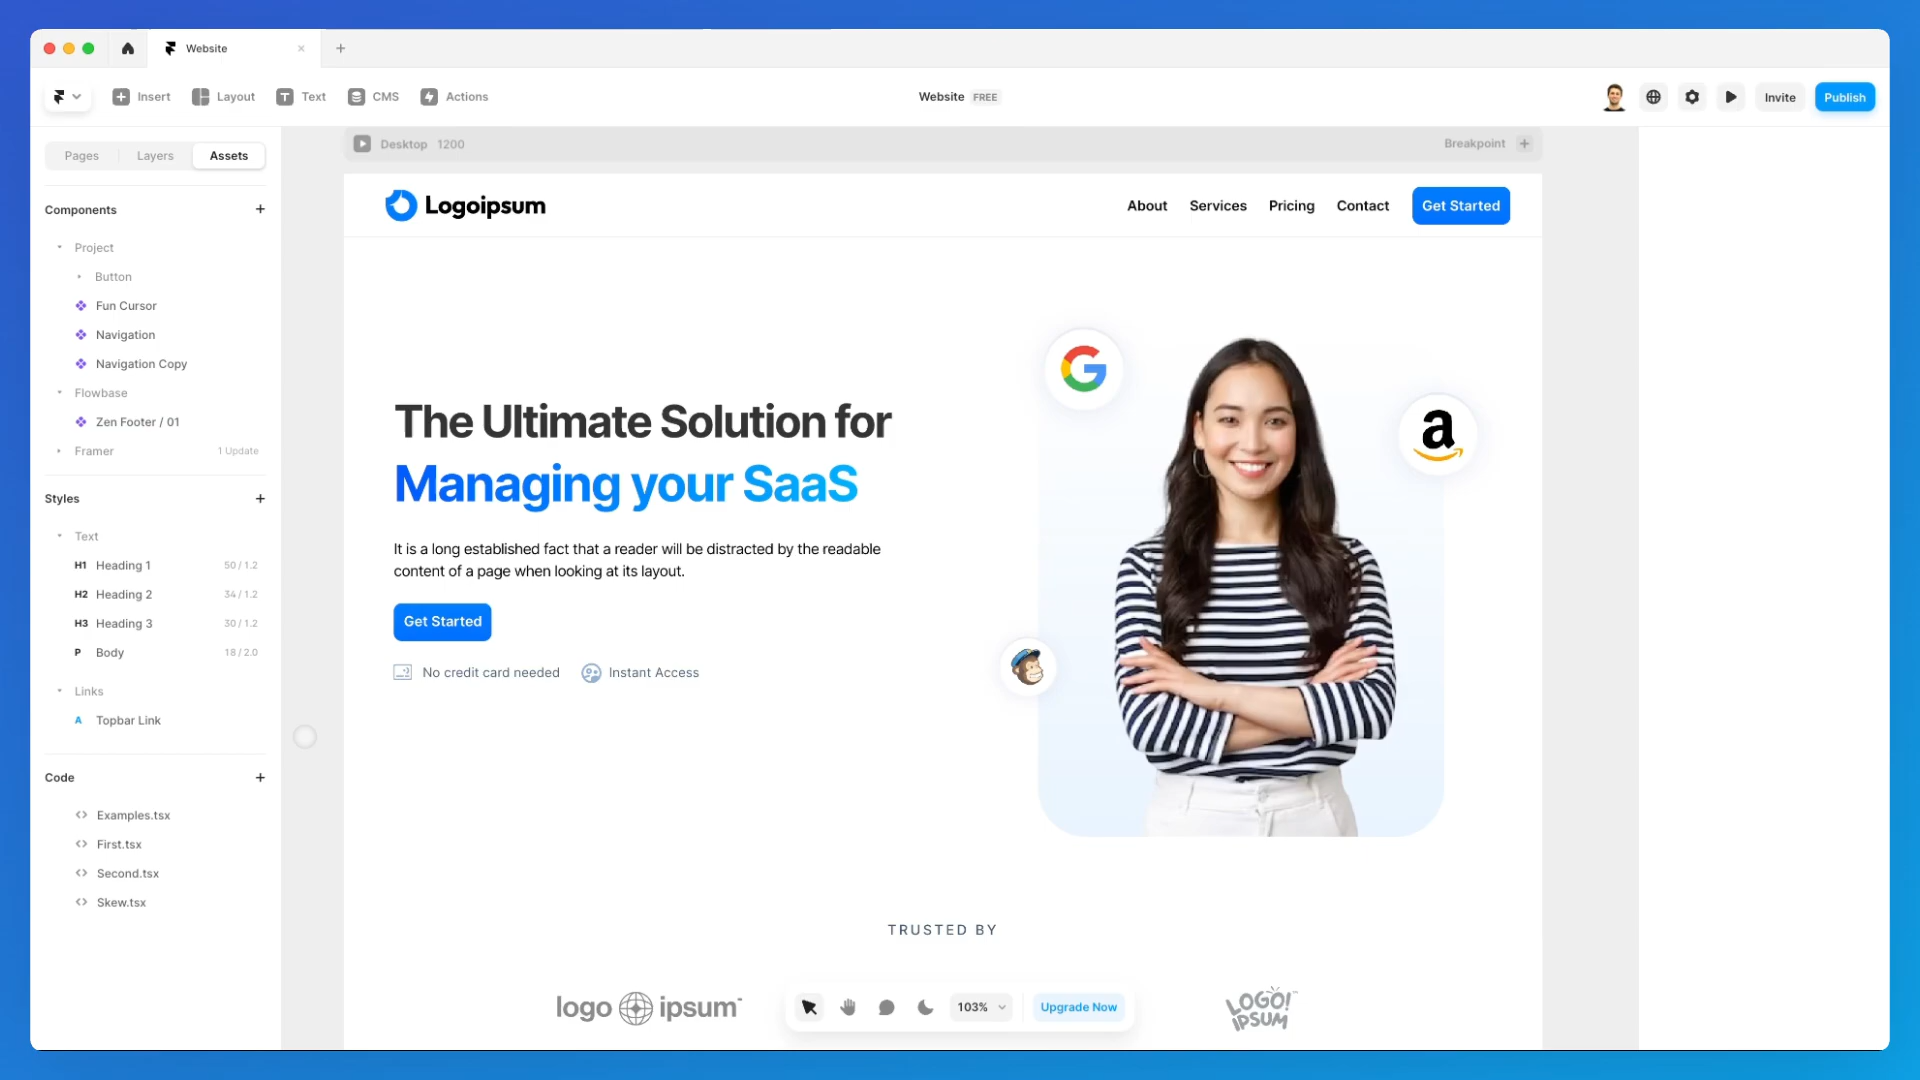 Website
Insert
Layout
Text
CMS
Actions
Website FREE
Invite
Publish
Pages
Layers
Assets
Components
Project
Button
Fun Cursor
Navigation
Navigation Copy
Flowbase
Zen Footer / 01
Framer 1 Update
Styles
Text
H1 Heading 1 50 / 1.2
H2 Heading 2 34 / 1.2
H3 Heading 3 30 / 1.2
P Body 18 / 2.0
Links
A Topbar Link
Code
Examples.tsx
First.tsx
Second.tsx
Skew.tsx
Desktop 1200
Breakpoint
Logoipsum
About
Services
Pricing
Contact
Get Started
The Ultimate Solution for
Managing your SaaS
It is a long established fact that a reader will be distracted by the readable
content of a page when looking at its layout.
Get Started
No credit card needed
Instant Access
TRUSTED BY
logo ipsum
103%
Upgrade Now
LOGO!
IPSUM